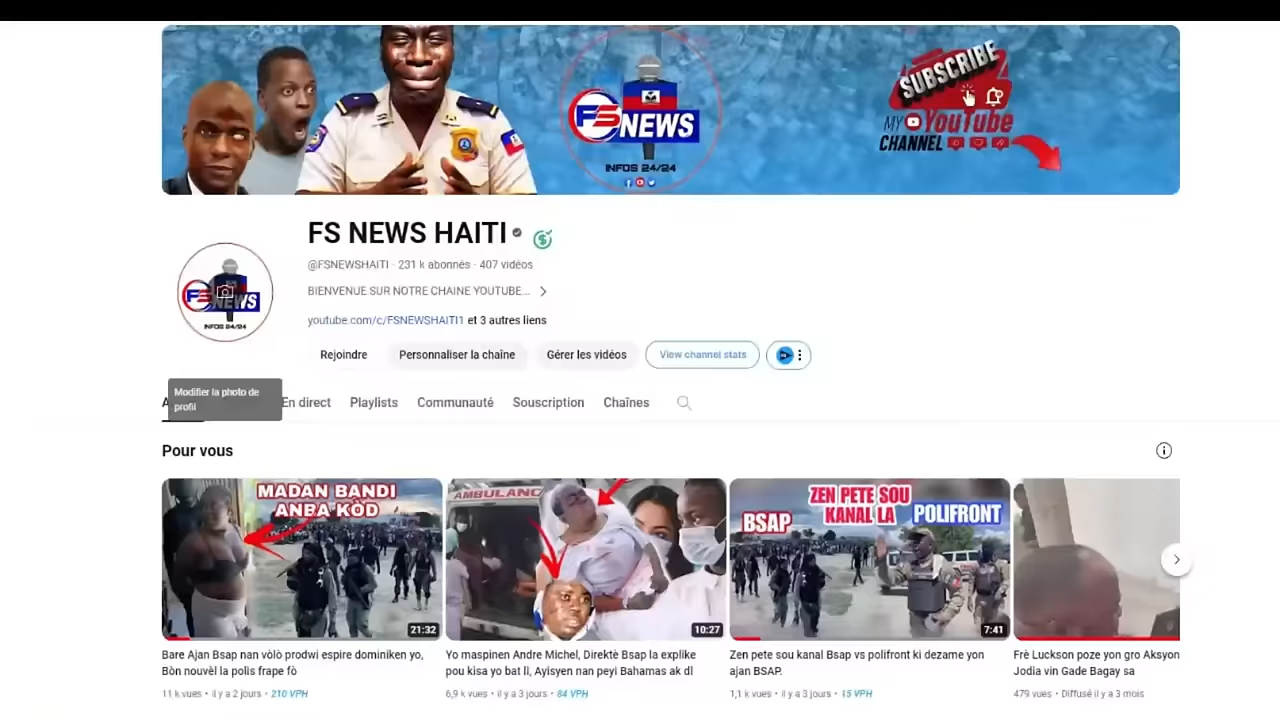 SUBSCRIBE
MY YouTube
CHANNEL
FS NEWS
INFOS 24/24
FS NEWS HAITI
@FSNEWSHAITI · 231 k abonnés · 407 vidéos
BIENVENUE SUR NOTRE CHAINE YOUTUBE...
youtube.com/c/FSNEWSHAITI1 et 3 autres liens
FS NEWS
INFOS 24/24
Rejoindre
Personnaliser la chaîne
Gérer les vidéos
View channel stats
Modifier la photo de
profil
A
En direct
Playlists
Communauté
Souscription
Chaînes
Pour vous
MADAN BANDI
ANBA KÒD
21:32
AMBULANC
10:27
ZEN PETE SOU
KANAL LA
BSAP
POLIFRONT
7:41
Bare Ajan Bsap nan vòlò prodwi espire dominiken yo,
Bòn nouvèl la polis frape fò
11 k vues • il y a 2 jours • 210 VPH
Yo maspinen Andre Michel, Direktè Bsap la explike
pou kisa yo bat li, Ayisyen nan peyi Bahamas ak dl
6,9 k vues • il y a 3 jours • 84 VPH
Zen pete sou kanal Bsap vs polifront ki dezame yon
ajan BSAP.
1,1 k vues • il y a 3 jours • 15 VPH
Frè Luckson poze yon gro Aksyon
Jodia vin Gade Bagay sa
479 vues • Diffusé il y a 3 mois